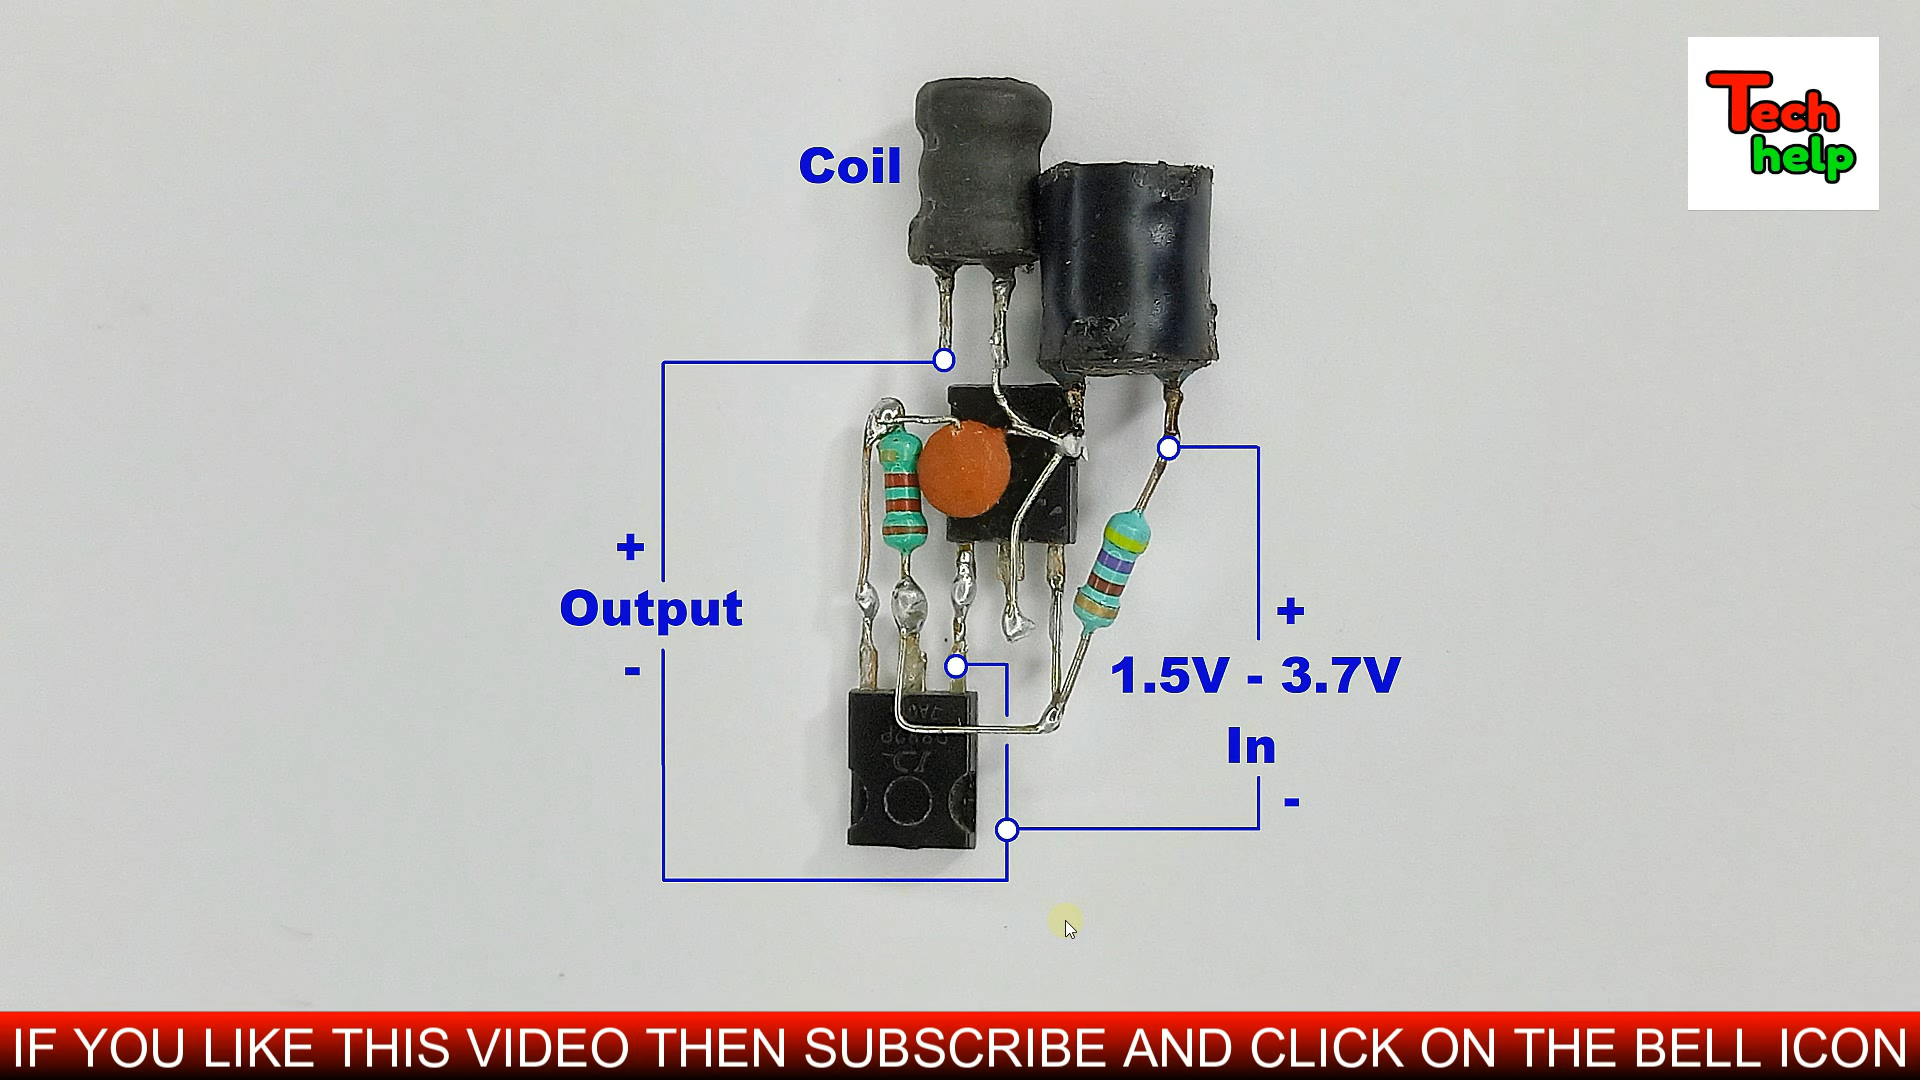 Tech
help
Coil
+
Output
-
+
1.5V - 3.7V
In
-
IF YOU LIKE THIS VIDEO THEN SUBSCRIBE AND CLICK ON THE BELL ICON